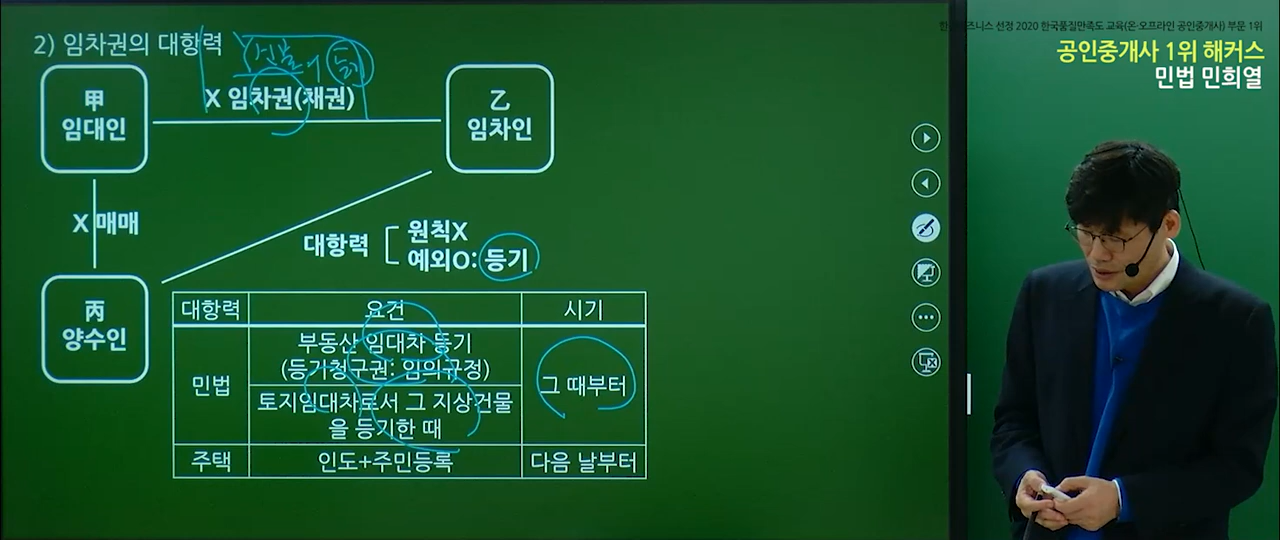 한경비즈니스 선정 2020 한국품질만족도 교육(온·오프라인 공인중개사) 부문 1위
공인중개사 1위 해커스
민법 민희열
2) 임차권의 대항력
甲
임대인
X 임차권(채권)
乙
임차인
X 매매
대항력
원칙X
예외O: 등기
丙
양수인
대항력 요건 시기
민법
부동산 임대차 등기
(등기청구권: 임의규정)
토지임대차로서 그 지상건물
을 등기한 때
그 때부터
주택 인도+주민등록 다음 날부터